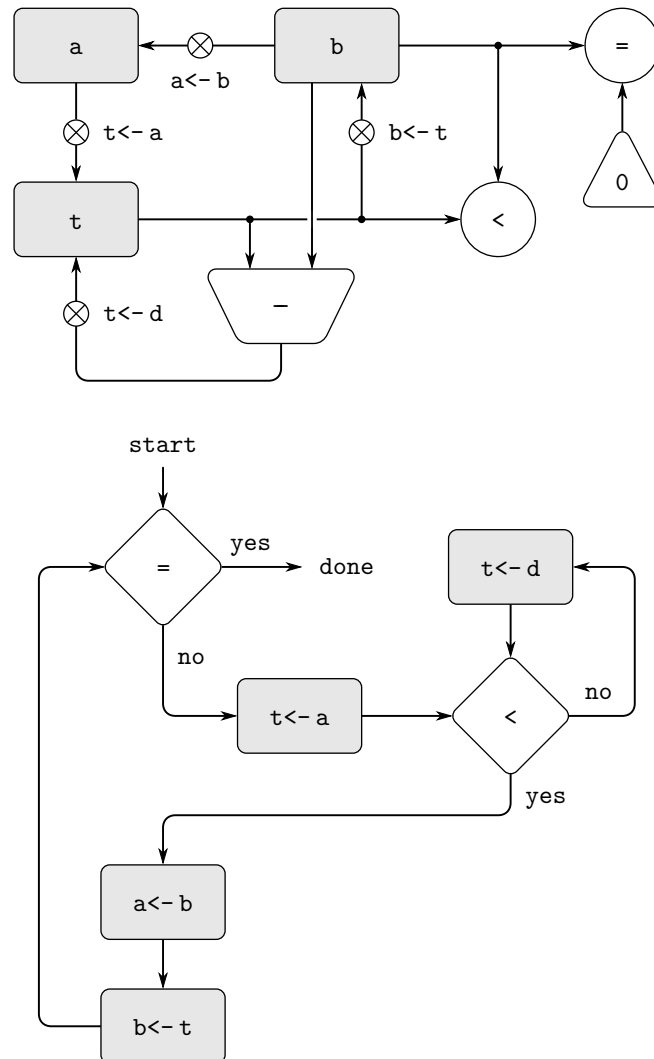 a
b
=
a<-b
t<-a
b<-t
0
t
<
t<-d
−
start
=
yes
done
t<-d
no
t<-a
<
no
yes
a<-b
b<-t